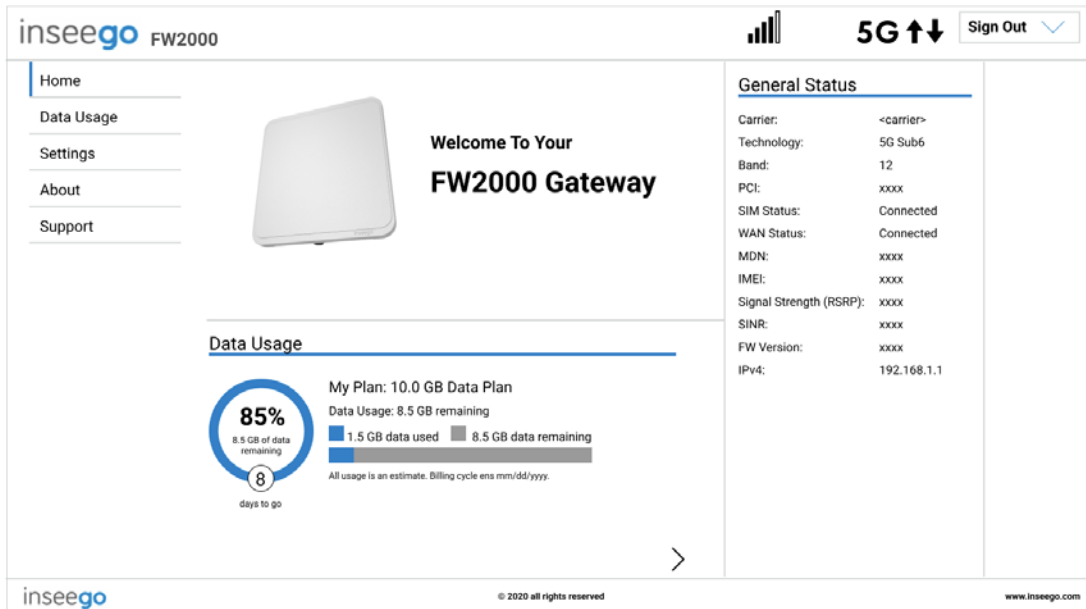 inseego FW2000
5G
Sign Out
Home
Data Usage
Settings
About
Support
Welcome To Your
FW2000 Gateway
General Status
Carrier: <carrier>
Technology: 5G Sub6
Band: 12
PCI: xxxx
SIM Status: Connected
WAN Status: Connected
MDN: xxxx
IMEI: xxxx
Signal Strength (RSRP): xxxx
SINR: xxxx
FW Version: xxxx
IPv4: 192.168.1.1
Data Usage
85%
8.5 GB of data
remaining
8
days to go
My Plan: 10.0 GB Data Plan
Data Usage: 8.5 GB remaining
1.5 GB data used 8.5 GB data remaining
All usage is an estimate. Billing cycle ens mm/dd/yyyy.
inseego
© 2020 all rights reserved
www.inseego.com